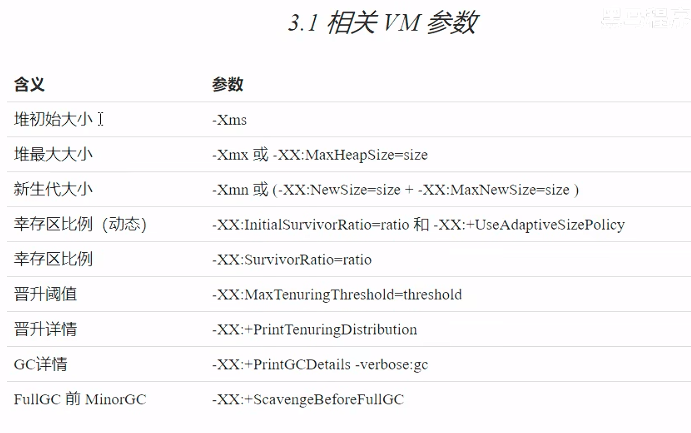 3.1 相关 VM 参数
含义 参数
堆初始大小 -Xms
堆最大大小 -Xmx 或 -XX:MaxHeapSize=size
新生代大小 -Xmn 或 (-XX:NewSize=size + -XX:MaxNewSize=size )
幸存区比例（动态） -XX:InitialSurvivorRatio=ratio 和 -XX:+UseAdaptiveSizePolicy
幸存区比例 -XX:SurvivorRatio=ratio
晋升阈值 -XX:MaxTenuringThreshold=threshold
晋升详情 -XX:+PrintTenuringDistribution
GC详情 -XX:+PrintGCDetails -verbose:gc
FullGC 前 MinorGC -XX:+ScavengeBeforeFullGC